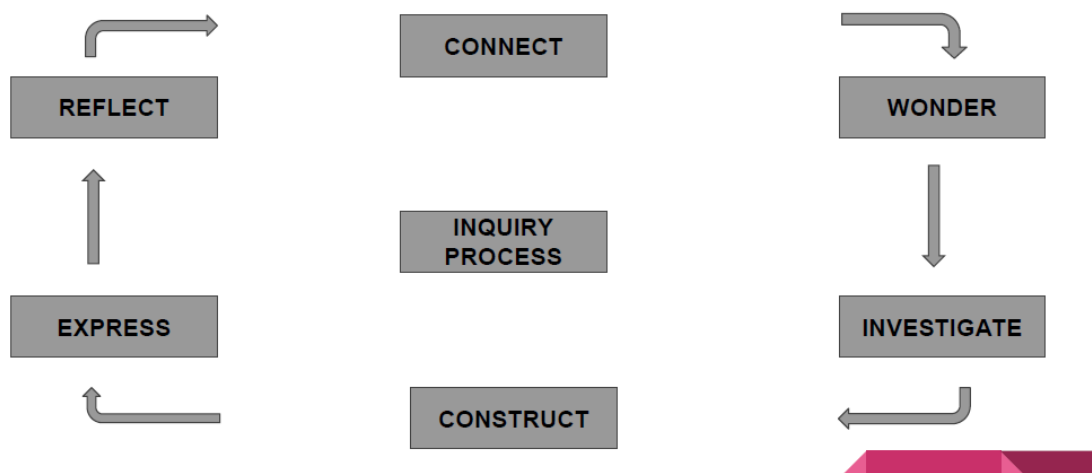 CONNECT
REFLECT
WONDER
INQUIRY
PROCESS
EXPRESS
INVESTIGATE
CONSTRUCT